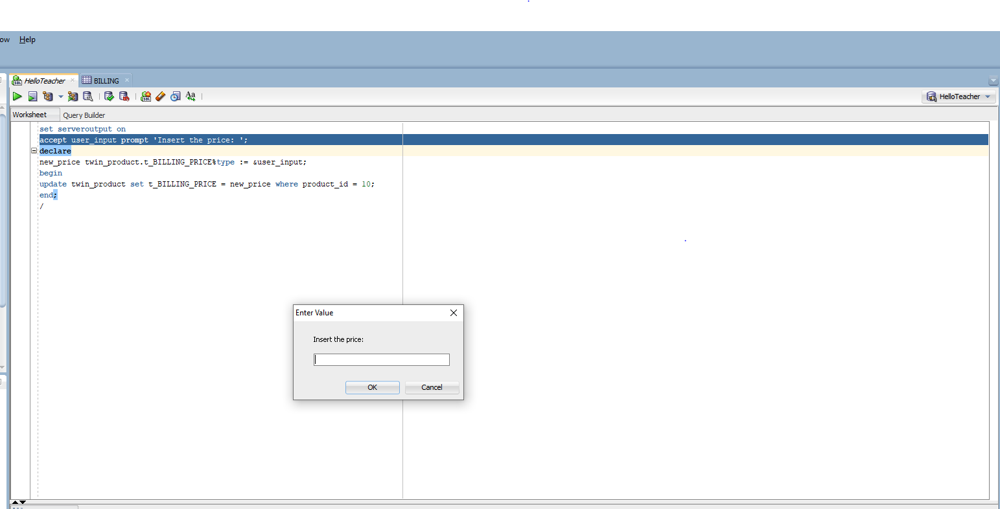 ow Help
HelloTeacher BILLING
HelloTeacher
Worksheet Query Builder
set serveroutput on
accept user_input prompt 'Insert the price: ';
declare
new_price twin_product.t_BILLING_PRICE%type := &user_input;
begin
update twin_product set t_BILLING_PRICE = new_price where product_id = 10;
end;
/
Enter Value
Insert the price:
OK Cancel